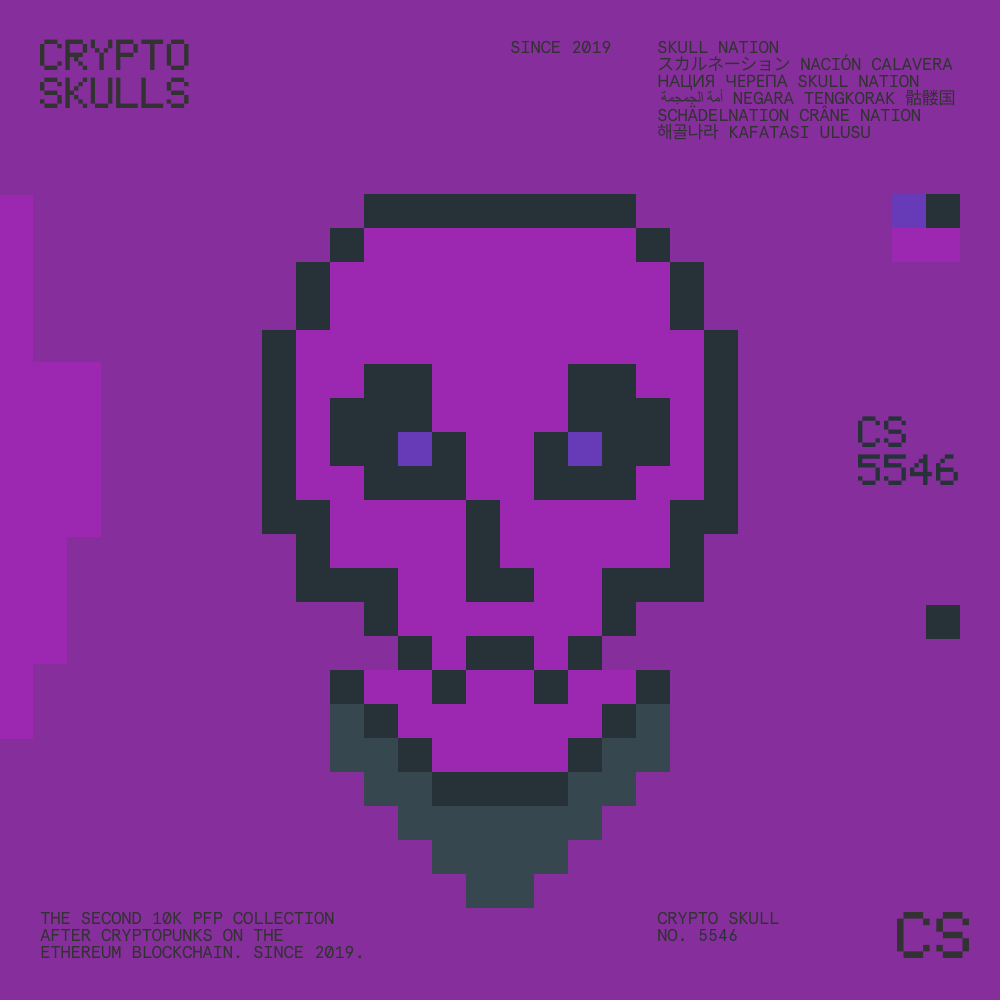 CRYPTO
SKULLS
SINCE 2019
SKULL NATION
スカルネーション NACIÓN CALAVERA
НАЦИЯ ЧЕРЕПА SKULL NATION
أمة الجمجمة NEGARA TENGKORAK 骷髅国
SCHÄDELNATION CRÂNE NATION
해골나라 KAFATASI ULUSU
CS
5546
THE SECOND 10K PFP COLLECTION
AFTER CRYPTOPUNKS ON THE
ETHEREUM BLOCKCHAIN. SINCE 2019.
CRYPTO SKULL
NO. 5546
CS